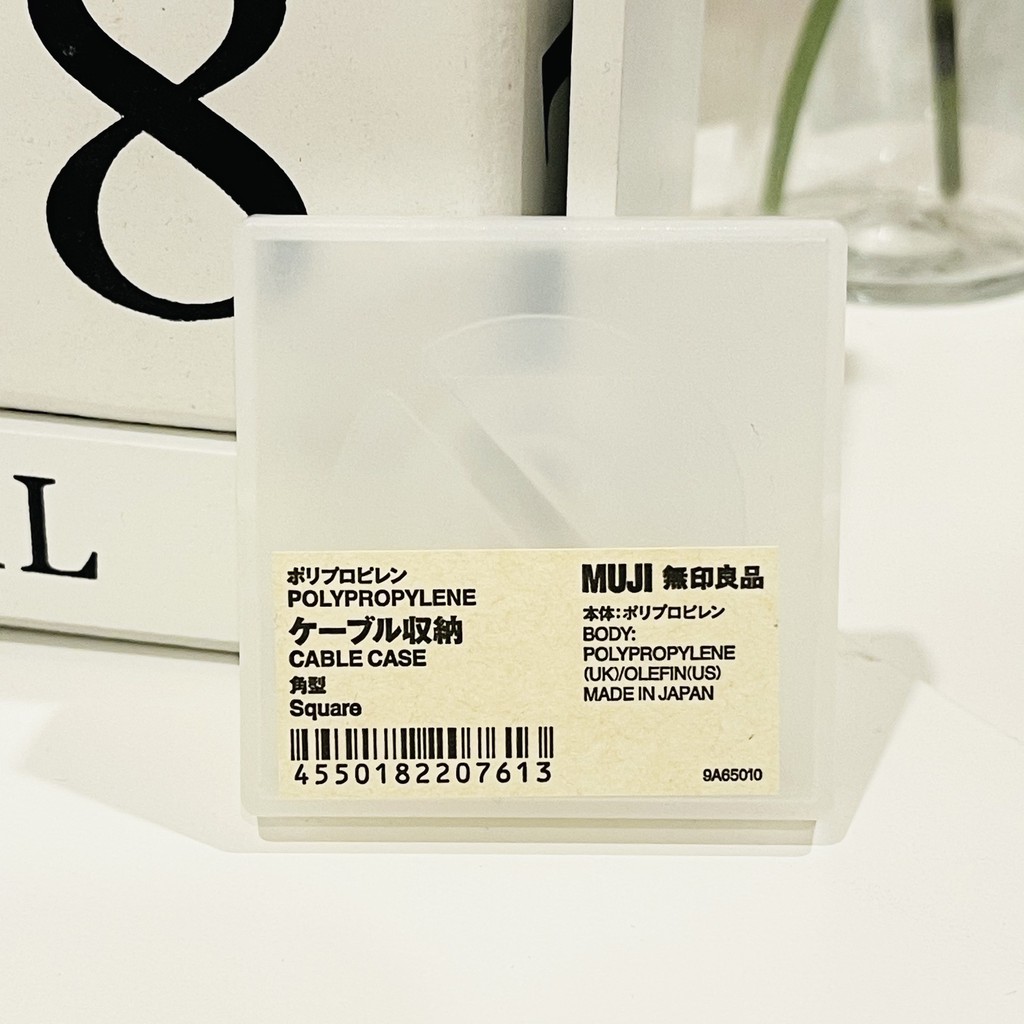 8
L
ポリプロピレン
POLYPROPYLENE
ケーブル収納
CABLE CASE
角型
Square
4550182207613
MUJI 無印良品
本体:ポリプロピレン
BODY:
POLYPROPYLENE
(UK)/OLEFIN(US)
MADE IN JAPAN
9A65010